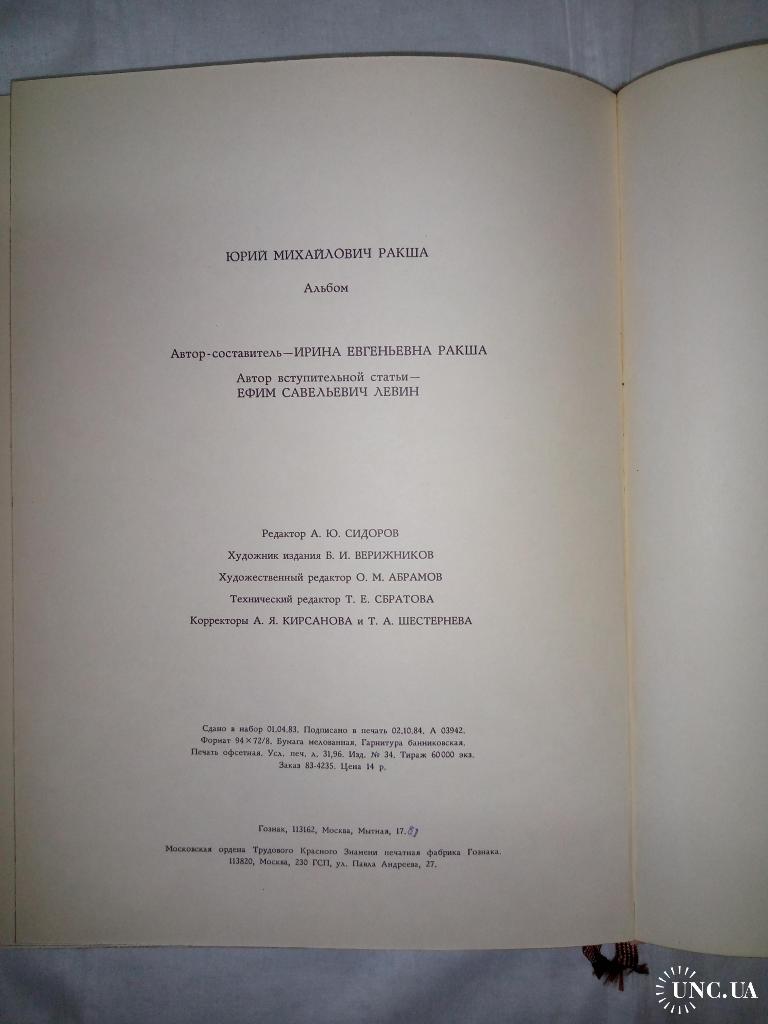 ЮРИЙ МИХАЙЛОВИЧ РАКША
Альбом
Автор-составитель—ИРИНА ЕВГЕНЬЕВНА РАКША
Автор вступительной статьи—
ЕФИМ САВЕЛЬЕВИЧ ЛЕВИН
Редактор А. Ю. СИДОРОВ
Художник издания Б. И. ВЕРИЖНИКОВ
Художественный редактор О. М. АБРАМОВ
Технический редактор Т. Е. СБРАТОВА
Корректоры А. Я. КИРСАНОВА и Т. А. ШЕСТЕРНЕВА
Сдано в набор 01.04.83. Подписано в печать 02.10.84. А 03942.
Формат 94×72/8. Бумага мелованная. Гарнитура банниковская.
Печать офсетная. Усл. печ. л. 31,96. Изд. № 34. Тираж 60000 экз.
Заказ 83-4235. Цена 14 р.
Гознак, 113162, Москва, Мытная, 17.
Московская ордена Трудового Красного Знамени печатная фабрика Гознака.
113820, Москва, 230 ГСП, ул. Павла Андреева, 27.
UNC.UA